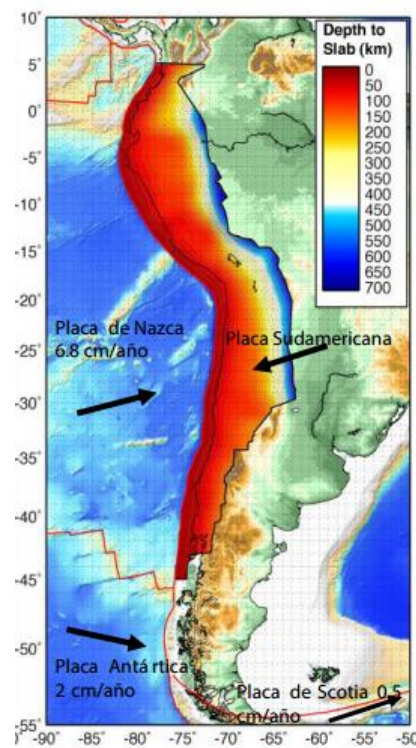 10°
5°
0°
-5°
-10°
-15°
-20°
-25°
-30°
-35°
-40°
-45°
-50°
-55°
-90 -85 -80 -75 -70 -65 -60 -55 -50
Depth to
Slab (km)
0
50
100
150
200
250
300
350
400
450
500
550
600
700
Placa de Nazca
6.8 cm/año
Placa Sudamericana
Placa Antártica
2 cm/año
Placa de Scotia 0.5
cm/año